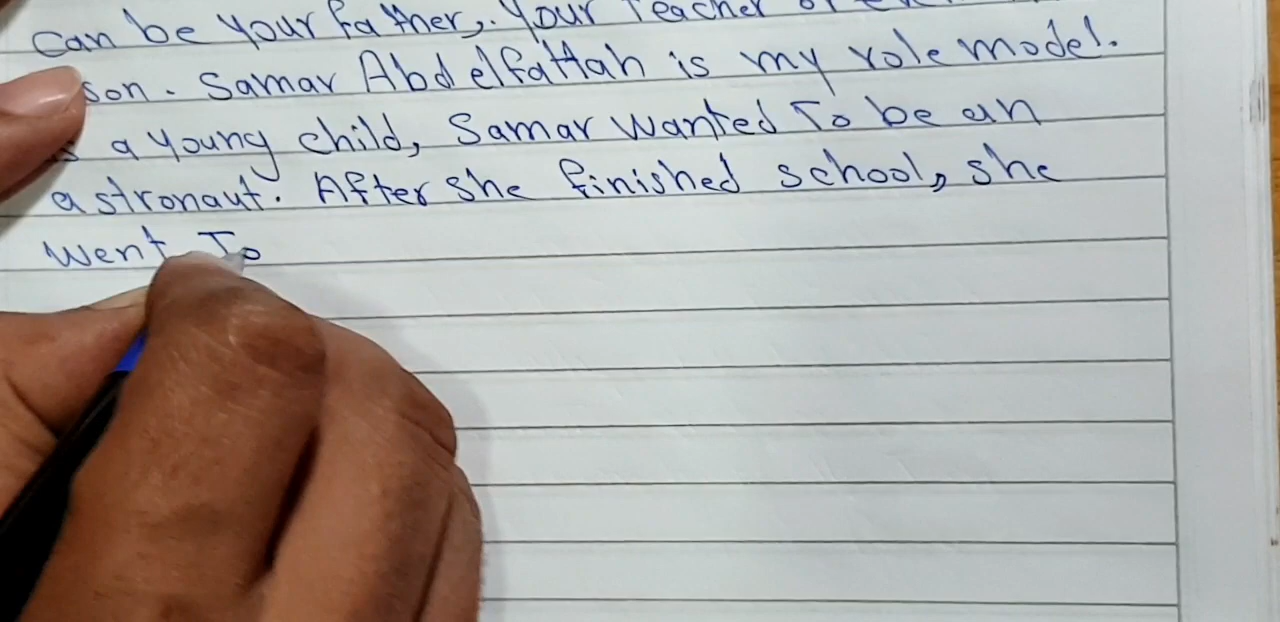 can be your father, your Teacher or
son. Samar Abdelfattah is my role model.
a young child, Samar wanted To be an
astronaut. After she finished school, she
went To